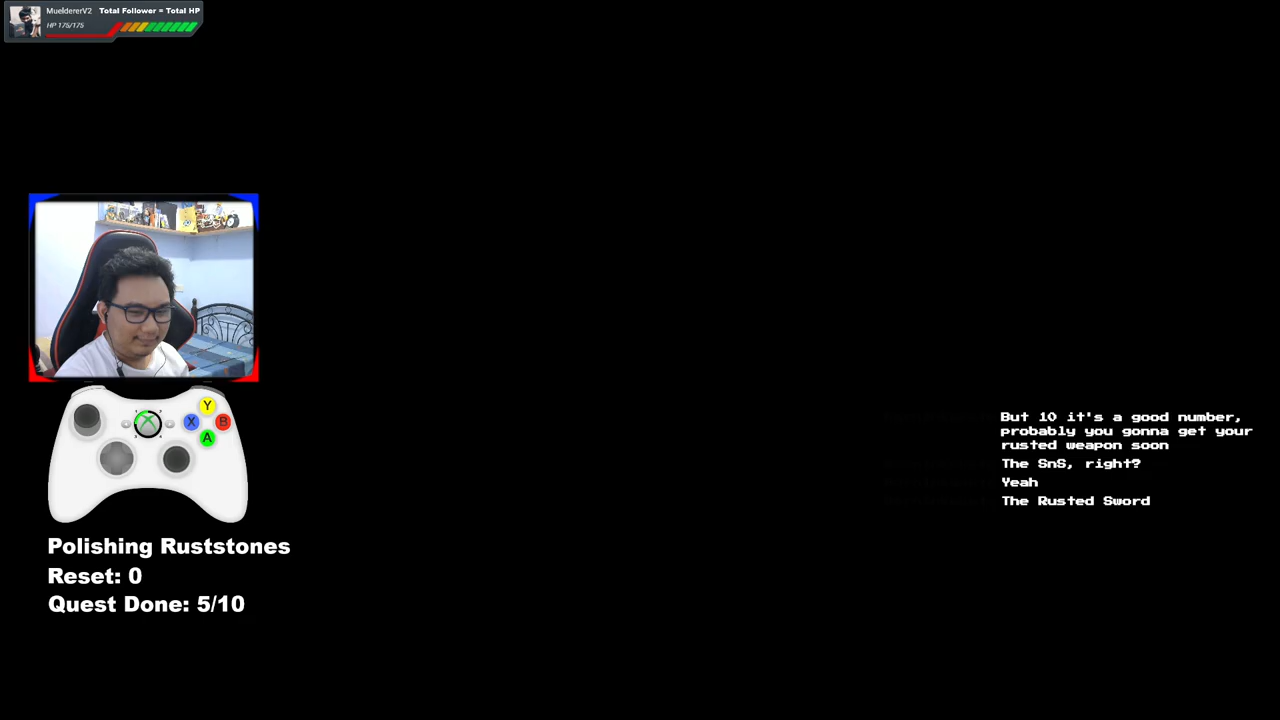 MueldererV2 Total Follower = Total HP
HP 175/175
Y
X B
A
Polishing Ruststones
Reset: 0
Quest Done: 5/10
But 10 it's a good number,
probably you gonna get your
rusted weapon soon
The SnS, right?
Yeah
The Rusted Sword